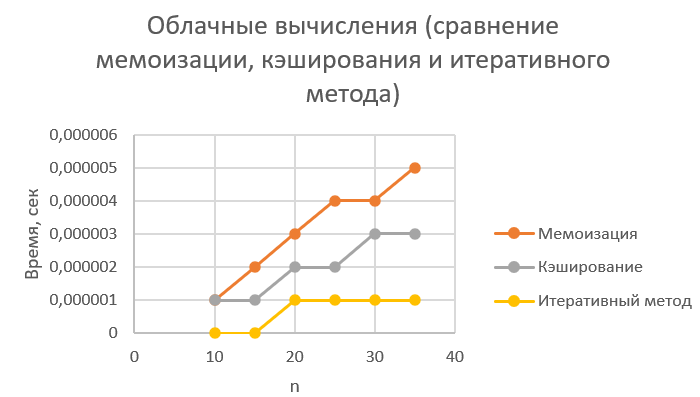 Облачные вычисления (сравнение
мемоизации, кэширования и итеративного
метода)
0,000006
0,000005
0,000004
0,000003
0,000002
0,000001
0
Время, сек
0 10 20 30 40
n
Мемоизация
Кэширование
Итеративный метод